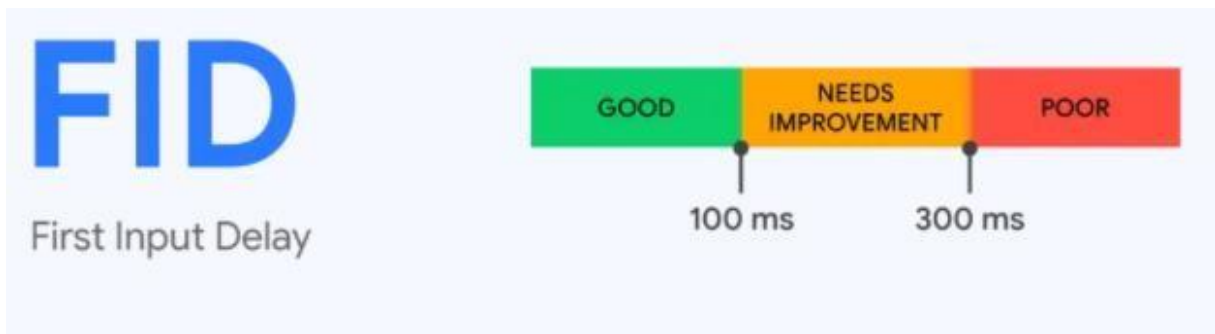 FID
First Input Delay
GOOD
NEEDS
IMPROVEMENT
POOR
100 ms
300 ms